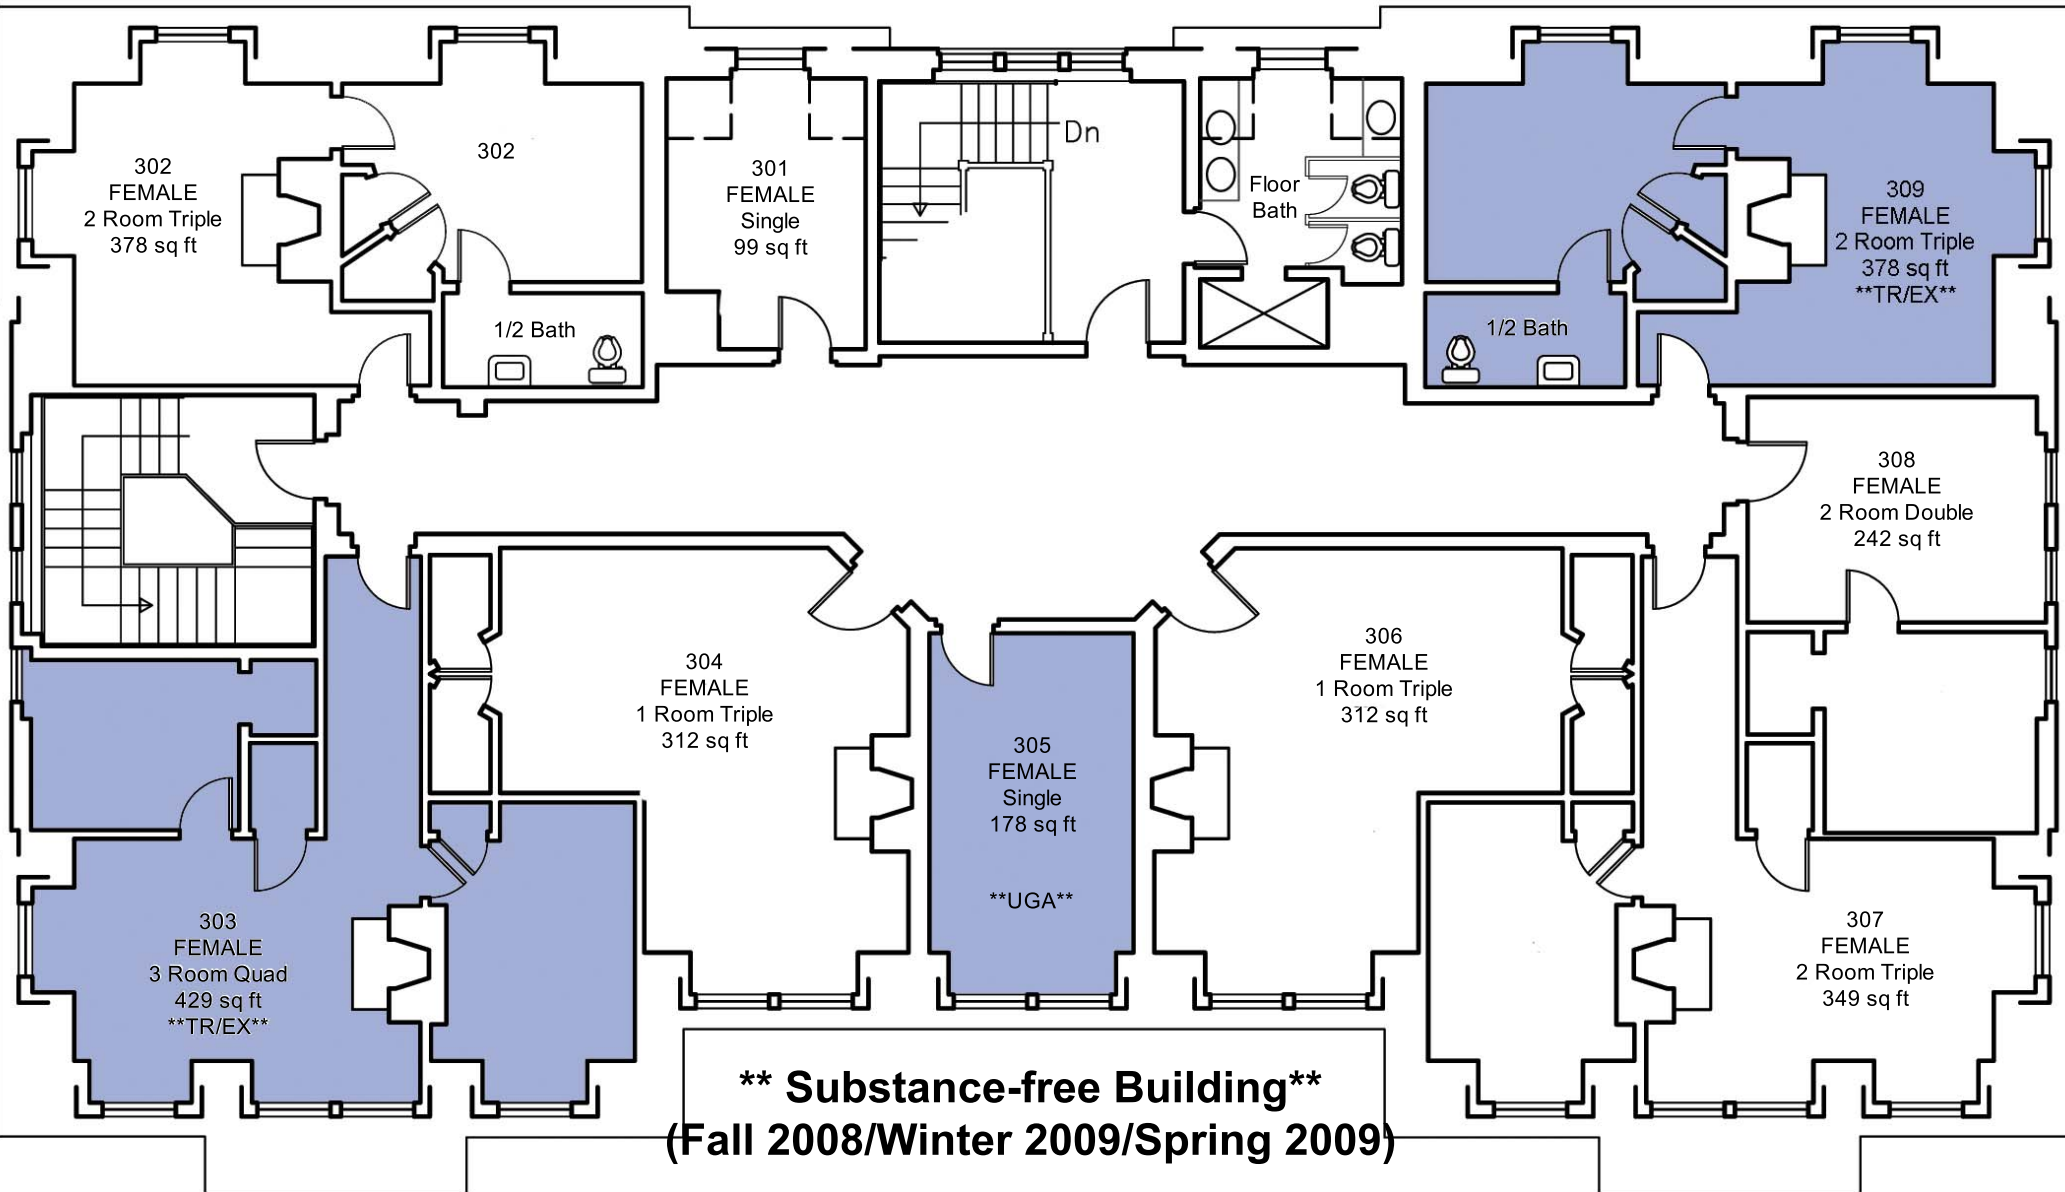 302
FEMALE
2 Room Triple
378 sq ft
302
1/2 Bath
301
FEMALE
Single
99 sq ft
Dn
Floor
Bath
1/2 Bath
309
FEMALE
2 Room Triple
378 sq ft
**TR/EX**
308
FEMALE
2 Room Double
242 sq ft
304
FEMALE
1 Room Triple
312 sq ft
306
FEMALE
1 Room Triple
312 sq ft
305
FEMALE
Single
178 sq ft
**UGA**
303
FEMALE
3 Room Quad
429 sq ft
**TR/EX**
307
FEMALE
2 Room Triple
349 sq ft
** Substance-free Building**
(Fall 2008/Winter 2009/Spring 2009)